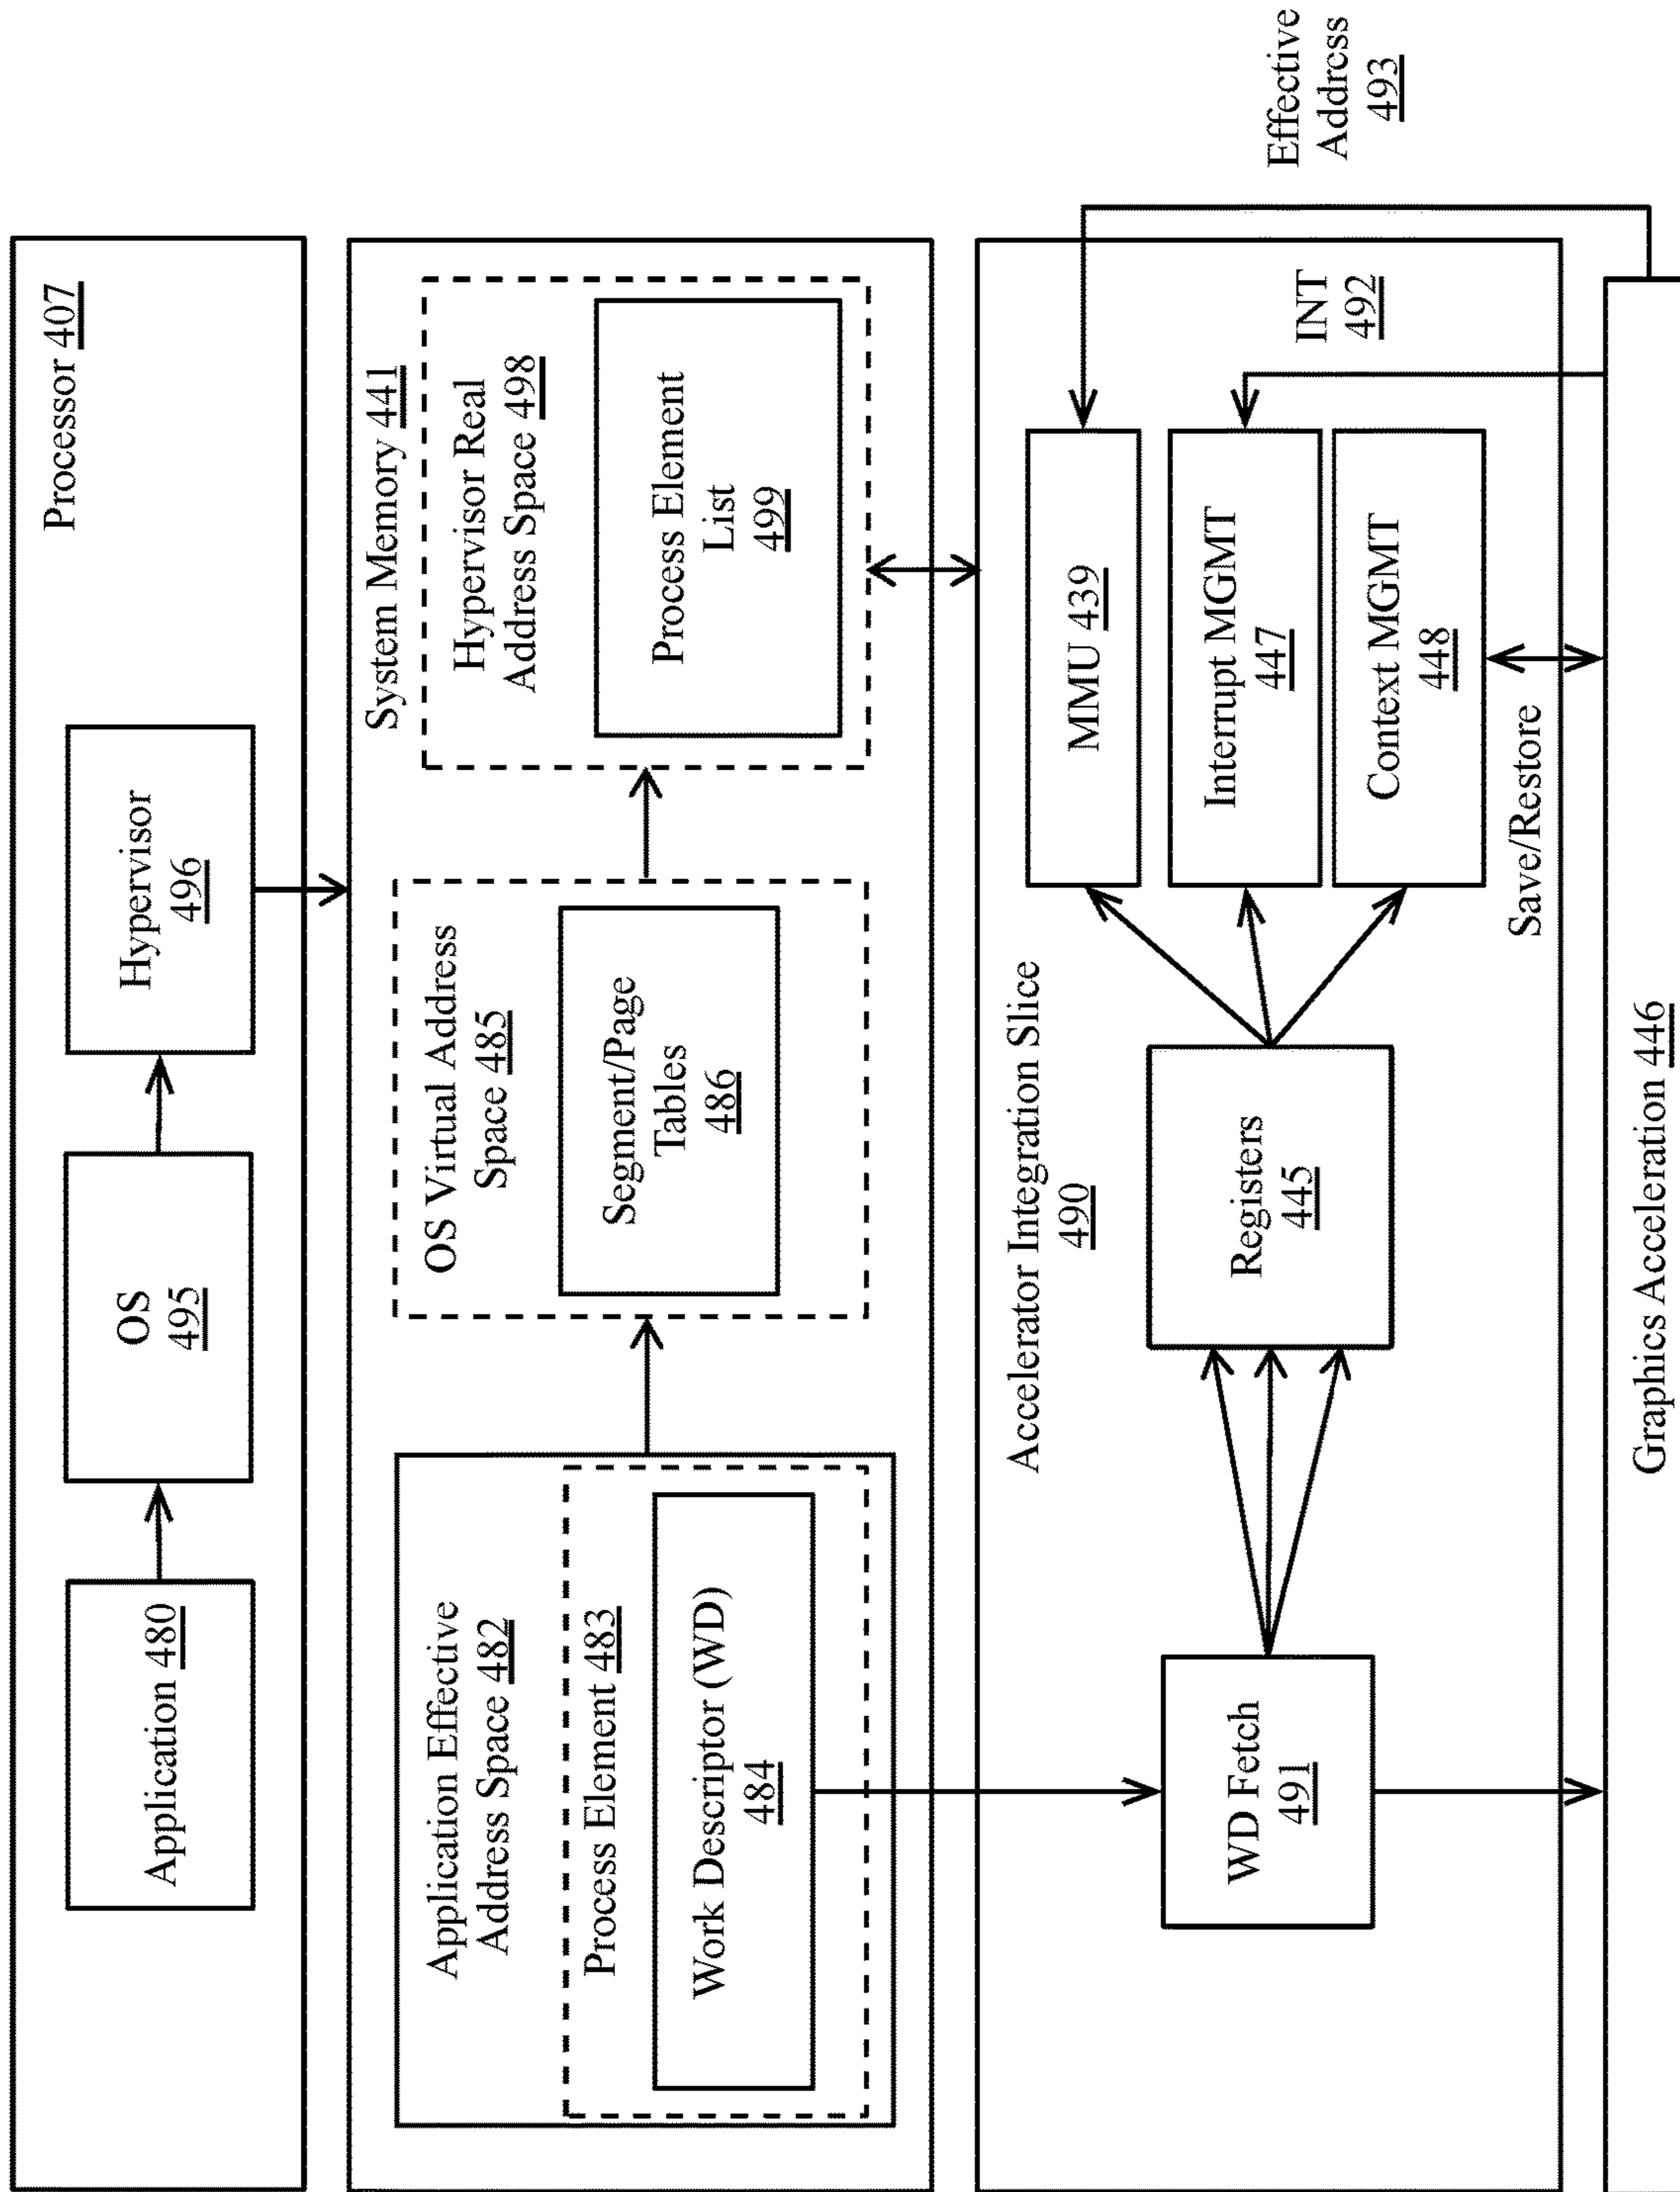 Processor 407
Application 480
OS
495
Hypervisor
496
System Memory 441
Application Effective
Address Space 482
Process Element 483
Work Descriptor (WD)
484
OS Virtual Address
Space 485
Segment/Page
Tables
486
Hypervisor Real
Address Space 498
Process Element
List
499
Accelerator Integration Slice
490
WD Fetch
491
Registers
445
MMU 439
Interrupt MGMT
447
Context MGMT
448
INT
492
Effective
Address
493
Save/Restore
Graphics Acceleration 446